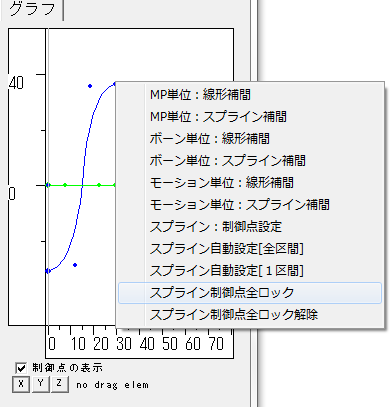 グラフ
40
0
MP単位：線形補間
MP単位：スプライン補間
ボーン単位：線形補間
ボーン単位：スプライン補間
モーション単位：線形補間
モーション単位：スプライン補間
スプライン：制御点設定
スプライン自動設定[全区間]
スプライン自動設定[１区間]
スプライン制御点全ロック
スプライン制御点全ロック解除
0 10 20 30 40 50 60 70 80
制御点の表示
X Y Z no drag elem